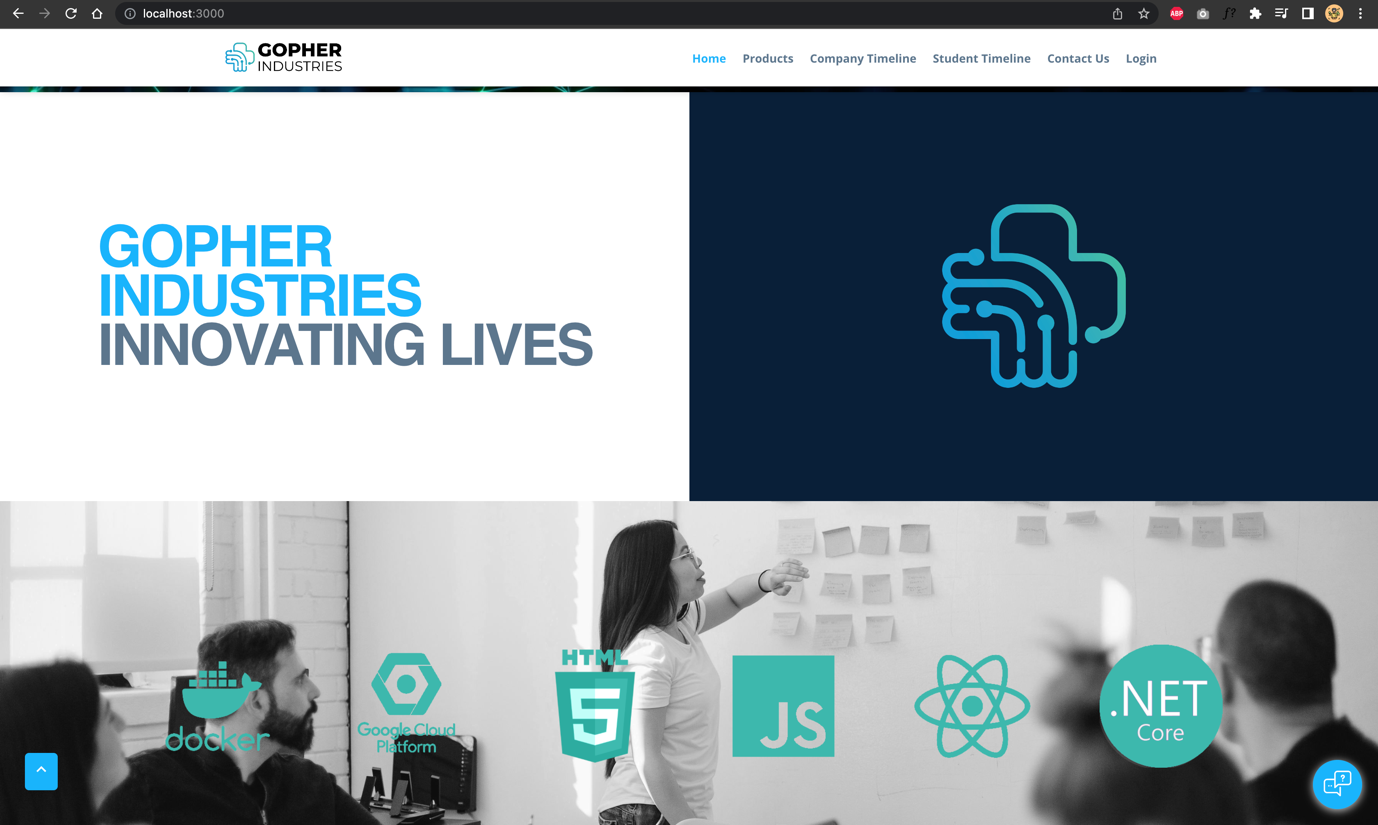 localhost:3000
ABP
f?
GOPHER
INDUSTRIES
Home Products Company Timeline Student Timeline Contact Us Login
GOPHER
INDUSTRIES
INNOVATING LIVES
HTML
5
JS
.NET
Core
docker
Google Cloud
Platform
?